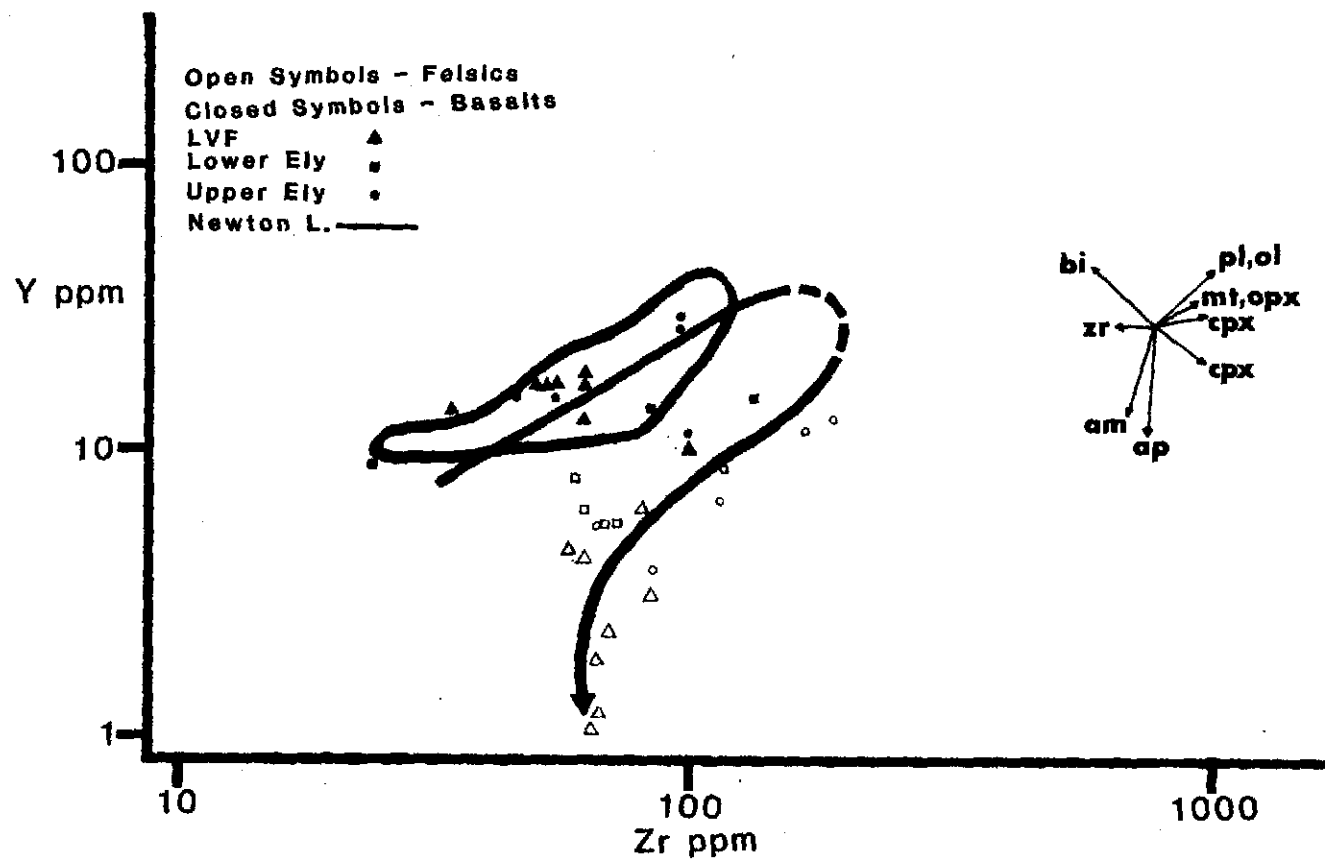 Open Symbols - Felsics
Closed Symbols - Basalts
LVF
Lower Ely
Upper Ely
Newton L.
100
Y ppm
10
1
bi
pl,ol
mt,opx
zr
cpx
cpx
am
ap
10
100
1000
Zr ppm